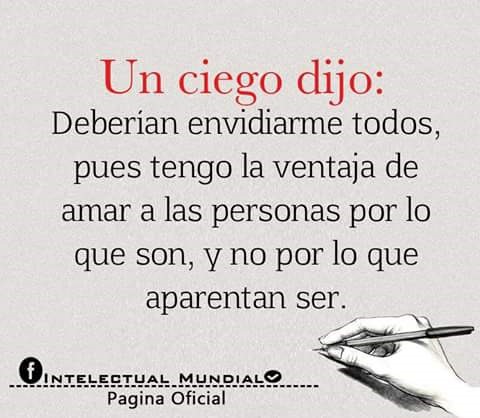 Un ciego dijo:
Deberían envidiarme todos,
pues tengo la ventaja de
amar a las personas por lo
que son, y no por lo que
aparentan ser.
f INTELECTUAL MUNDIAL
Pagina Oficial